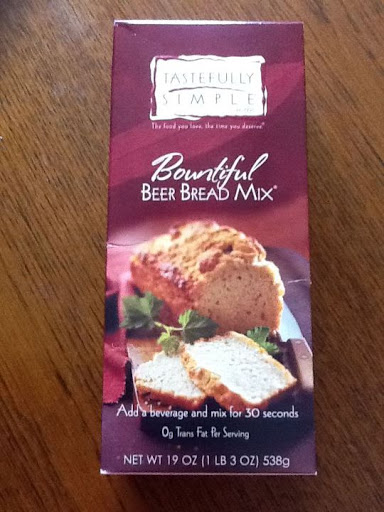 TASTEFULLY
SIMPLE
The food you love, the time you deserve®
Bountiful
BEER BREAD MIX*
Add a beverage and mix for 30 seconds
0g Trans Fat Per Serving
NET WT 19 OZ (1 LB 3 OZ) 538g